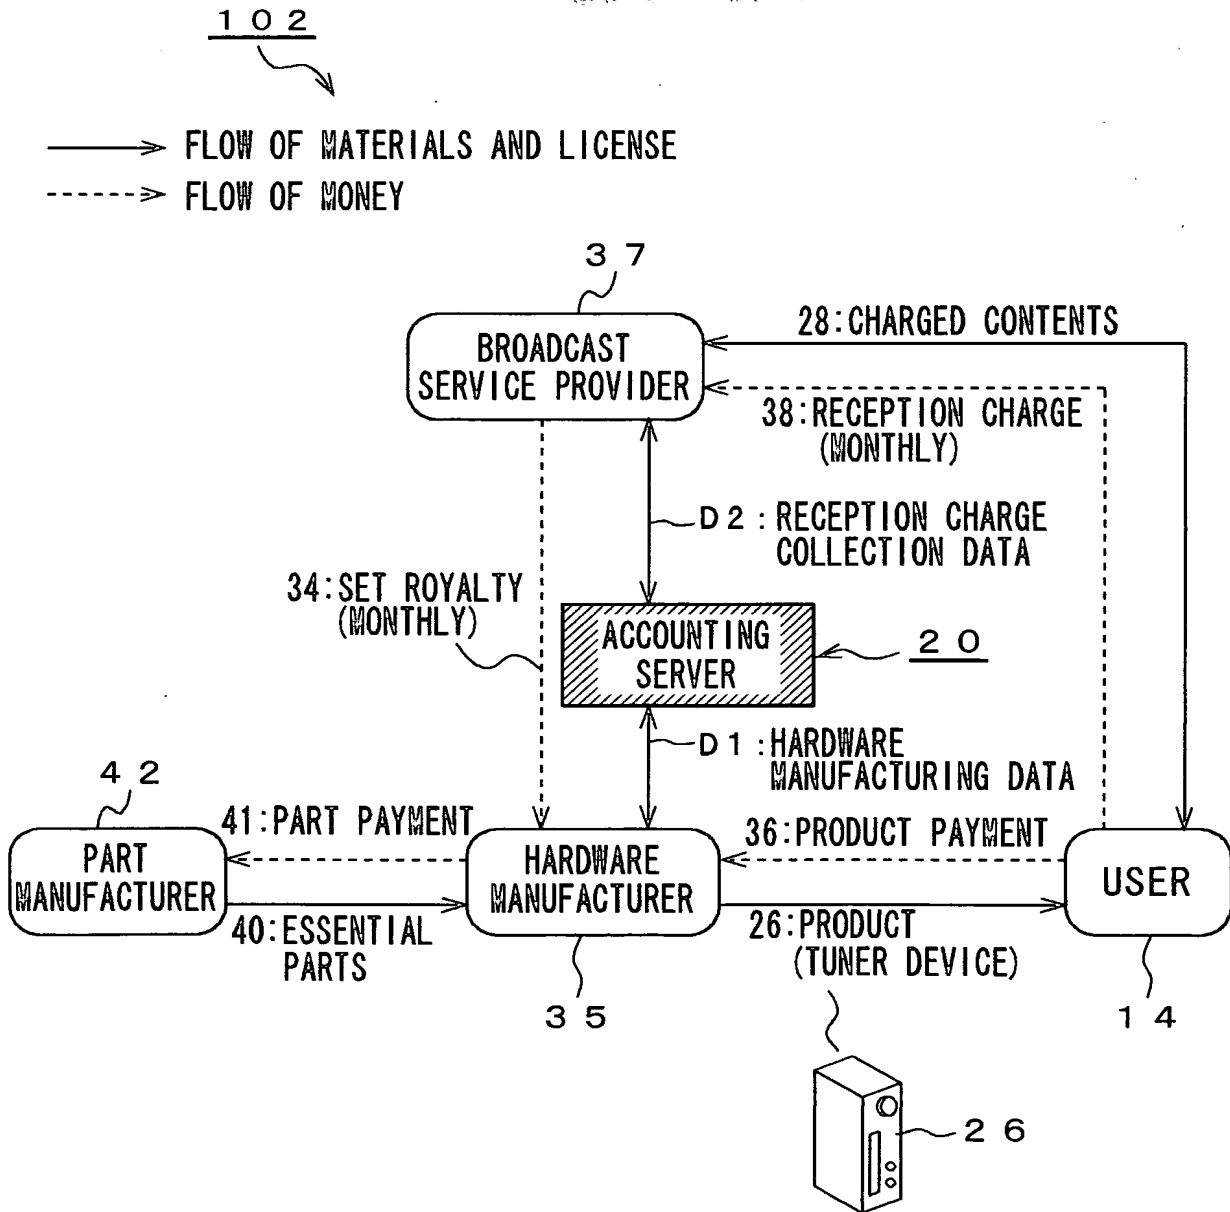 102
FLOW OF MATERIALS AND LICENSE
FLOW OF MONEY
37
BROADCAST
SERVICE PROVIDER
28:CHARGED CONTENTS
38:RECEPTION CHARGE
(MONTHLY)
D2:RECEPTION CHARGE
COLLECTION DATA
34:SET ROYALTY
(MONTHLY)
ACCOUNTING
SERVER
20
D1:HARDWARE
MANUFACTURING DATA
42
41:PART PAYMENT
36:PRODUCT PAYMENT
PART
MANUFACTURER
HARDWARE
MANUFACTURER
USER
40:ESSENTIAL
PARTS
26:PRODUCT
(TUNER DEVICE)
35
14
26